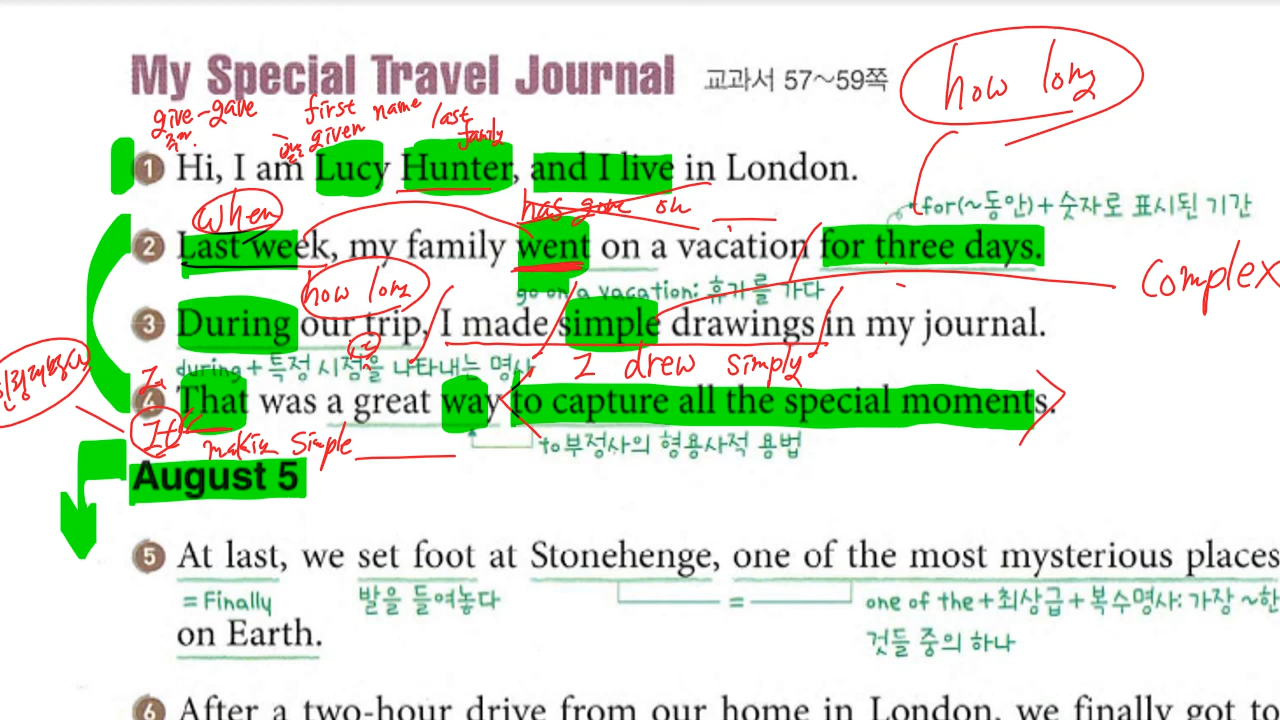 My Special Travel Journal 교과서 57~59쪽
how long
give-gave first name last
given family
1 Hi, I am Lucy Hunter, and I live in London.
when has gone on for(~동안)+숫자로 표시된 기간
2 Last week, my family went on a vacation for three days.
how long go on a vacation: 휴가를 가다 complex
3 During our trip, I made simple drawings in my journal.
during+특정 시점을 나타내는 명사 I drew simply
4 That was a great way to capture all the special moments.
It making simple to부정사의 형용사적 용법
August 5
5 At last, we set foot at Stonehenge, one of the most mysterious places
= Finally 발을 들여놓다 = one of the+최상급+복수명사: 가장 ~한
on Earth. 것들 중의 하나
6 After a two-hour drive from our home in London, we finally got to